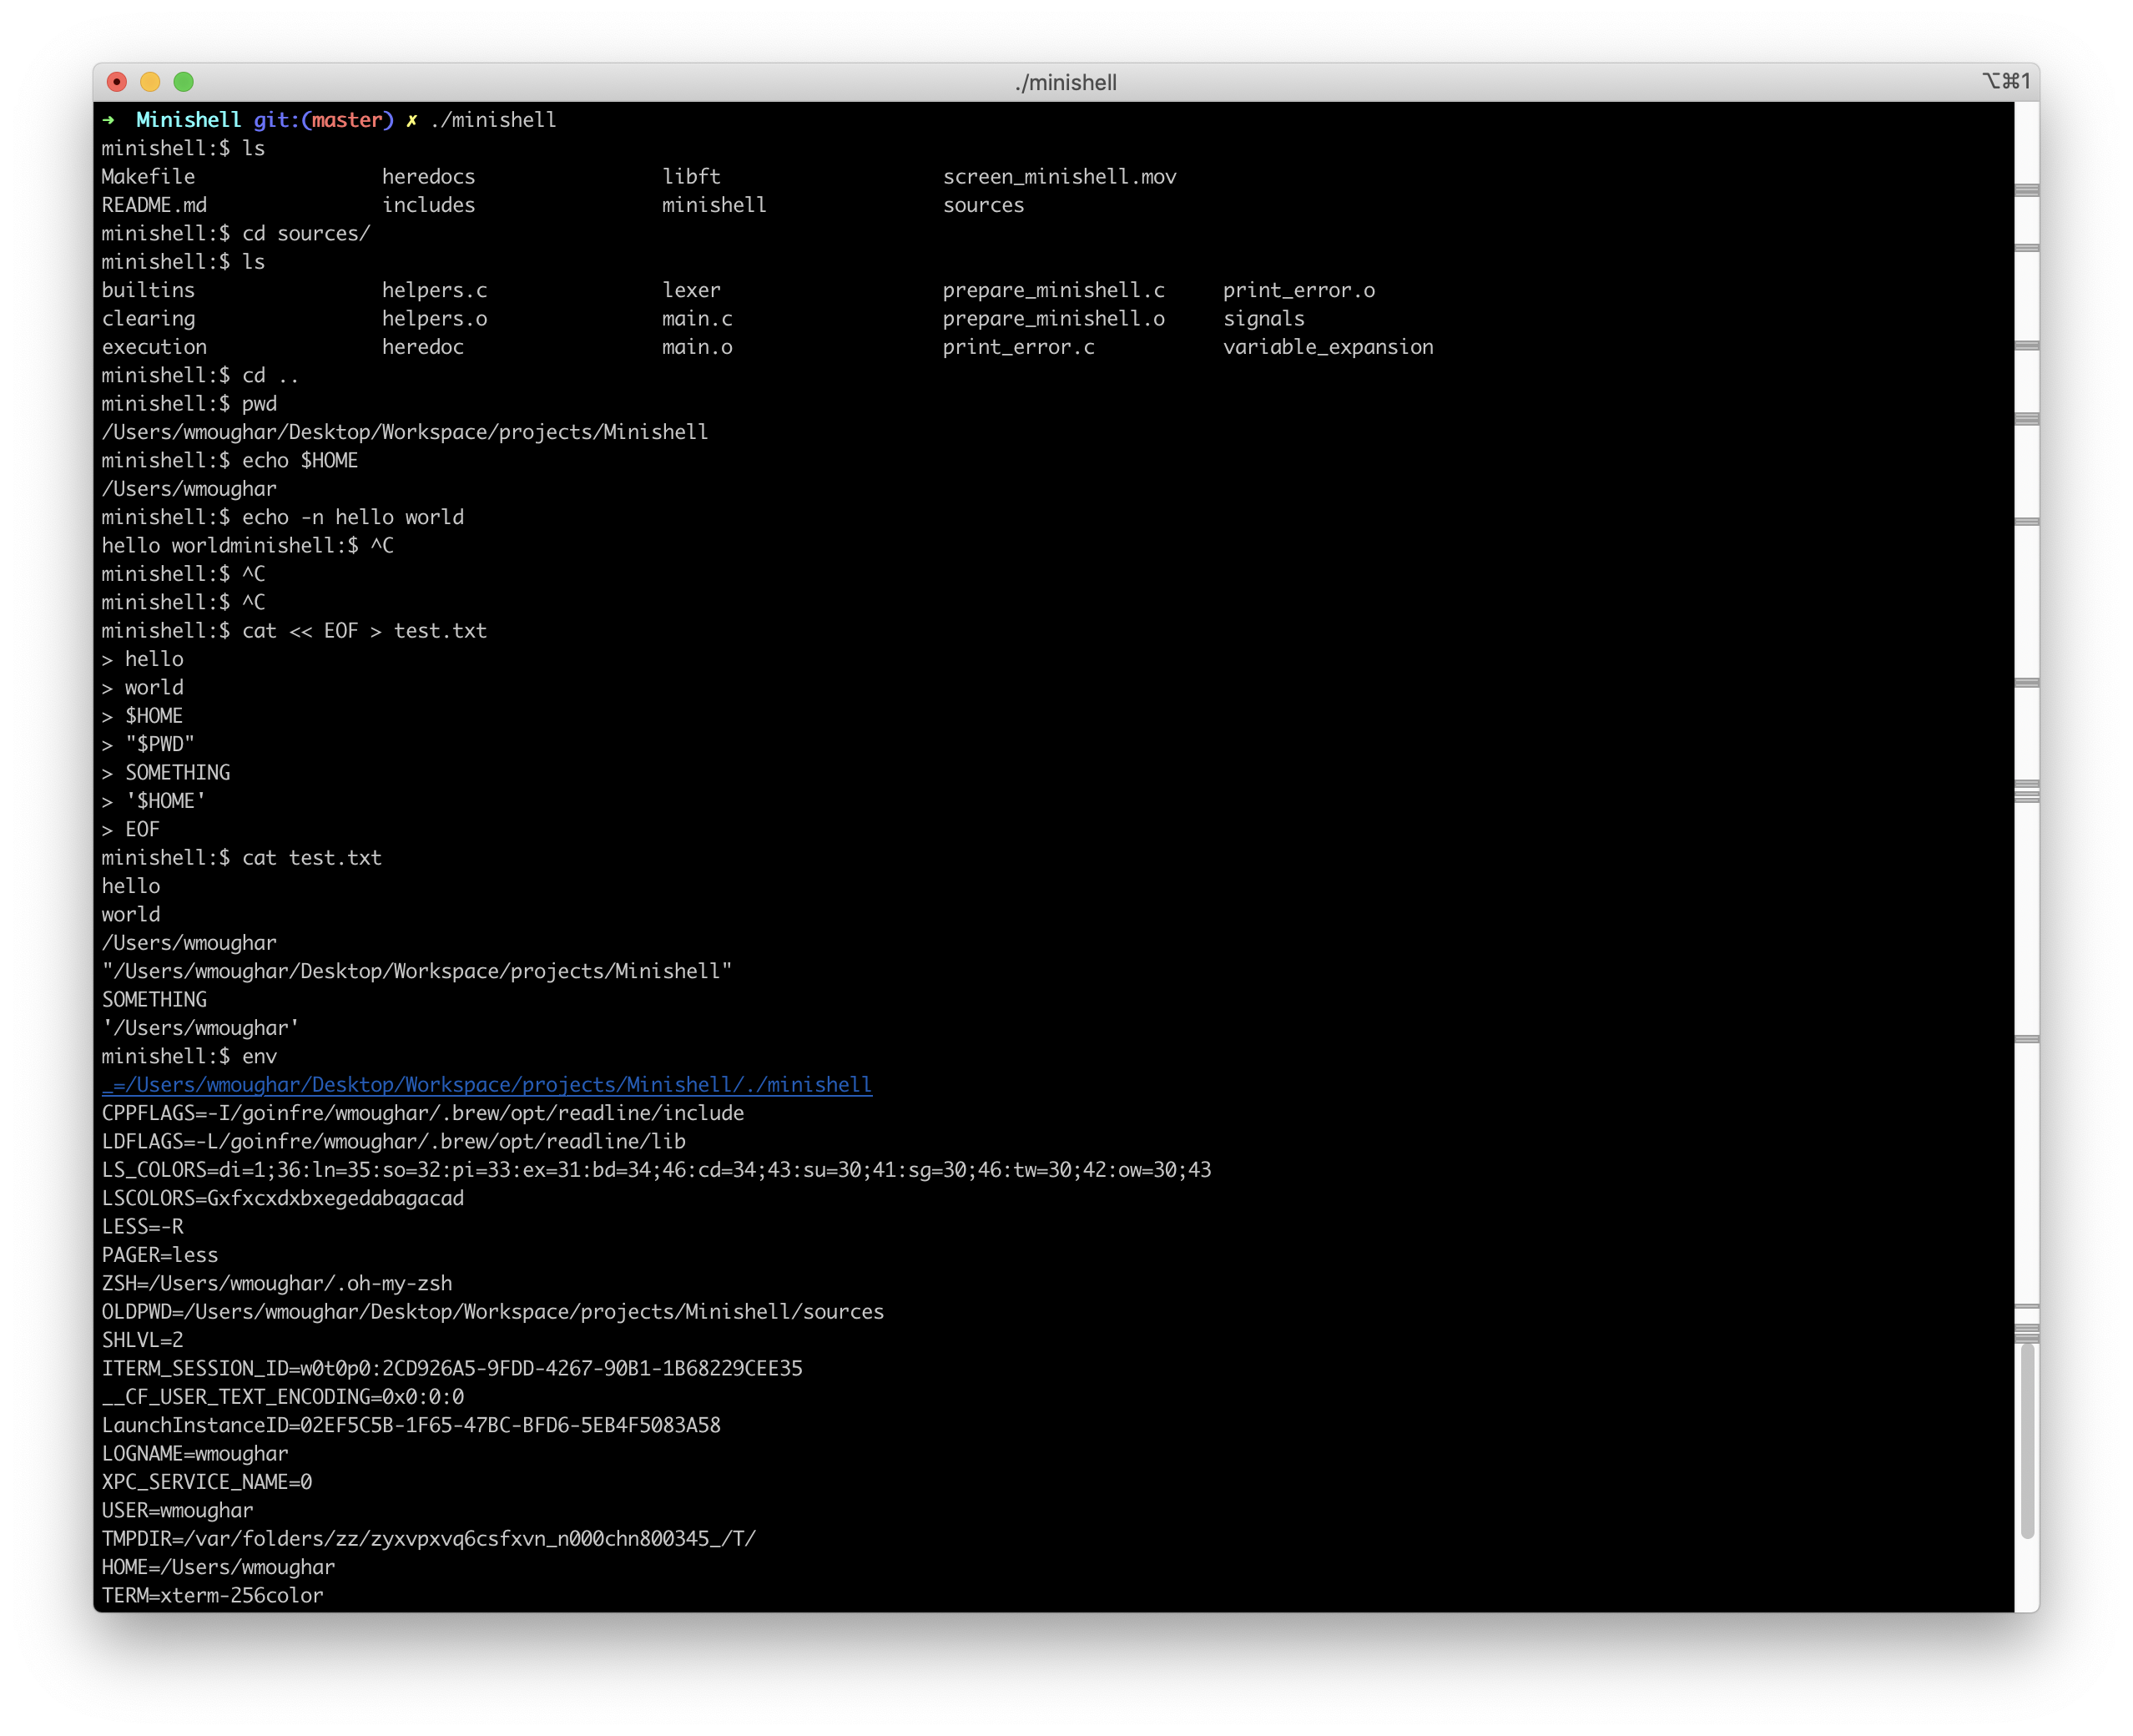 ./minishell ⌥⌘1
➜  Minishell git:(master) ✗ ./minishell
minishell:$ ls
Makefile                heredocs                libft                   screen_minishell.mov
README.md               includes                minishell               sources
minishell:$ cd sources/
minishell:$ ls
builtins                helpers.c               lexer                   prepare_minishell.c     print_error.o
clearing                helpers.o               main.c                  prepare_minishell.o     signals
execution               heredoc                 main.o                  print_error.c           variable_expansion
minishell:$ cd ..
minishell:$ pwd
/Users/wmoughar/Desktop/Workspace/projects/Minishell
minishell:$ echo $HOME
/Users/wmoughar
minishell:$ echo -n hello world
hello worldminishell:$ ^C
minishell:$ ^C
minishell:$ ^C
minishell:$ cat << EOF > test.txt
> hello
> world
> $HOME
> "$PWD"
> SOMETHING
> '$HOME'
> EOF
minishell:$ cat test.txt
hello
world
/Users/wmoughar
"/Users/wmoughar/Desktop/Workspace/projects/Minishell"
SOMETHING
'/Users/wmoughar'
minishell:$ env
_=/Users/wmoughar/Desktop/Workspace/projects/Minishell/./minishell
CPPFLAGS=-I/goinfre/wmoughar/.brew/opt/readline/include
LDFLAGS=-L/goinfre/wmoughar/.brew/opt/readline/lib
LS_COLORS=di=1;36:ln=35:so=32:pi=33:ex=31:bd=34;46:cd=34;43:su=30;41:sg=30;46:tw=30;42:ow=30;43
LSCOLORS=Gxfxcxdxbxegedabagacad
LESS=-R
PAGER=less
ZSH=/Users/wmoughar/.oh-my-zsh
OLDPWD=/Users/wmoughar/Desktop/Workspace/projects/Minishell/sources
SHLVL=2
ITERM_SESSION_ID=w0t0p0:2CD926A5-9FDD-4267-90B1-1B68229CEE35
__CF_USER_TEXT_ENCODING=0x0:0:0
LaunchInstanceID=02EF5C5B-1F65-47BC-BFD6-5EB4F5083A58
LOGNAME=wmoughar
XPC_SERVICE_NAME=0
USER=wmoughar
TMPDIR=/var/folders/zz/zyxvpxvq6csfxvn_n000chn800345_/T/
HOME=/Users/wmoughar
TERM=xterm-256color